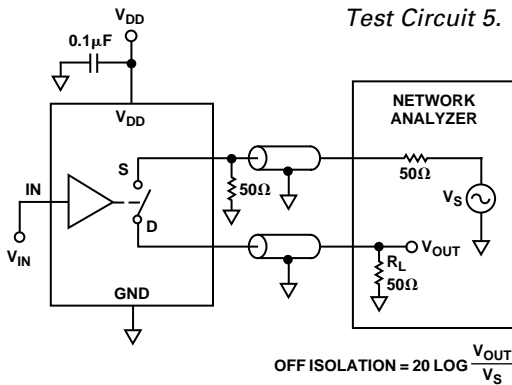 Test Circuit 5.
VDD
0.1µF
VDD
NETWORK
ANALYZER
S
IN
50Ω
50Ω
VS
D
VIN
VOUT
RL
50Ω
GND
OFF ISOLATION = 20 LOG VOUT/VS